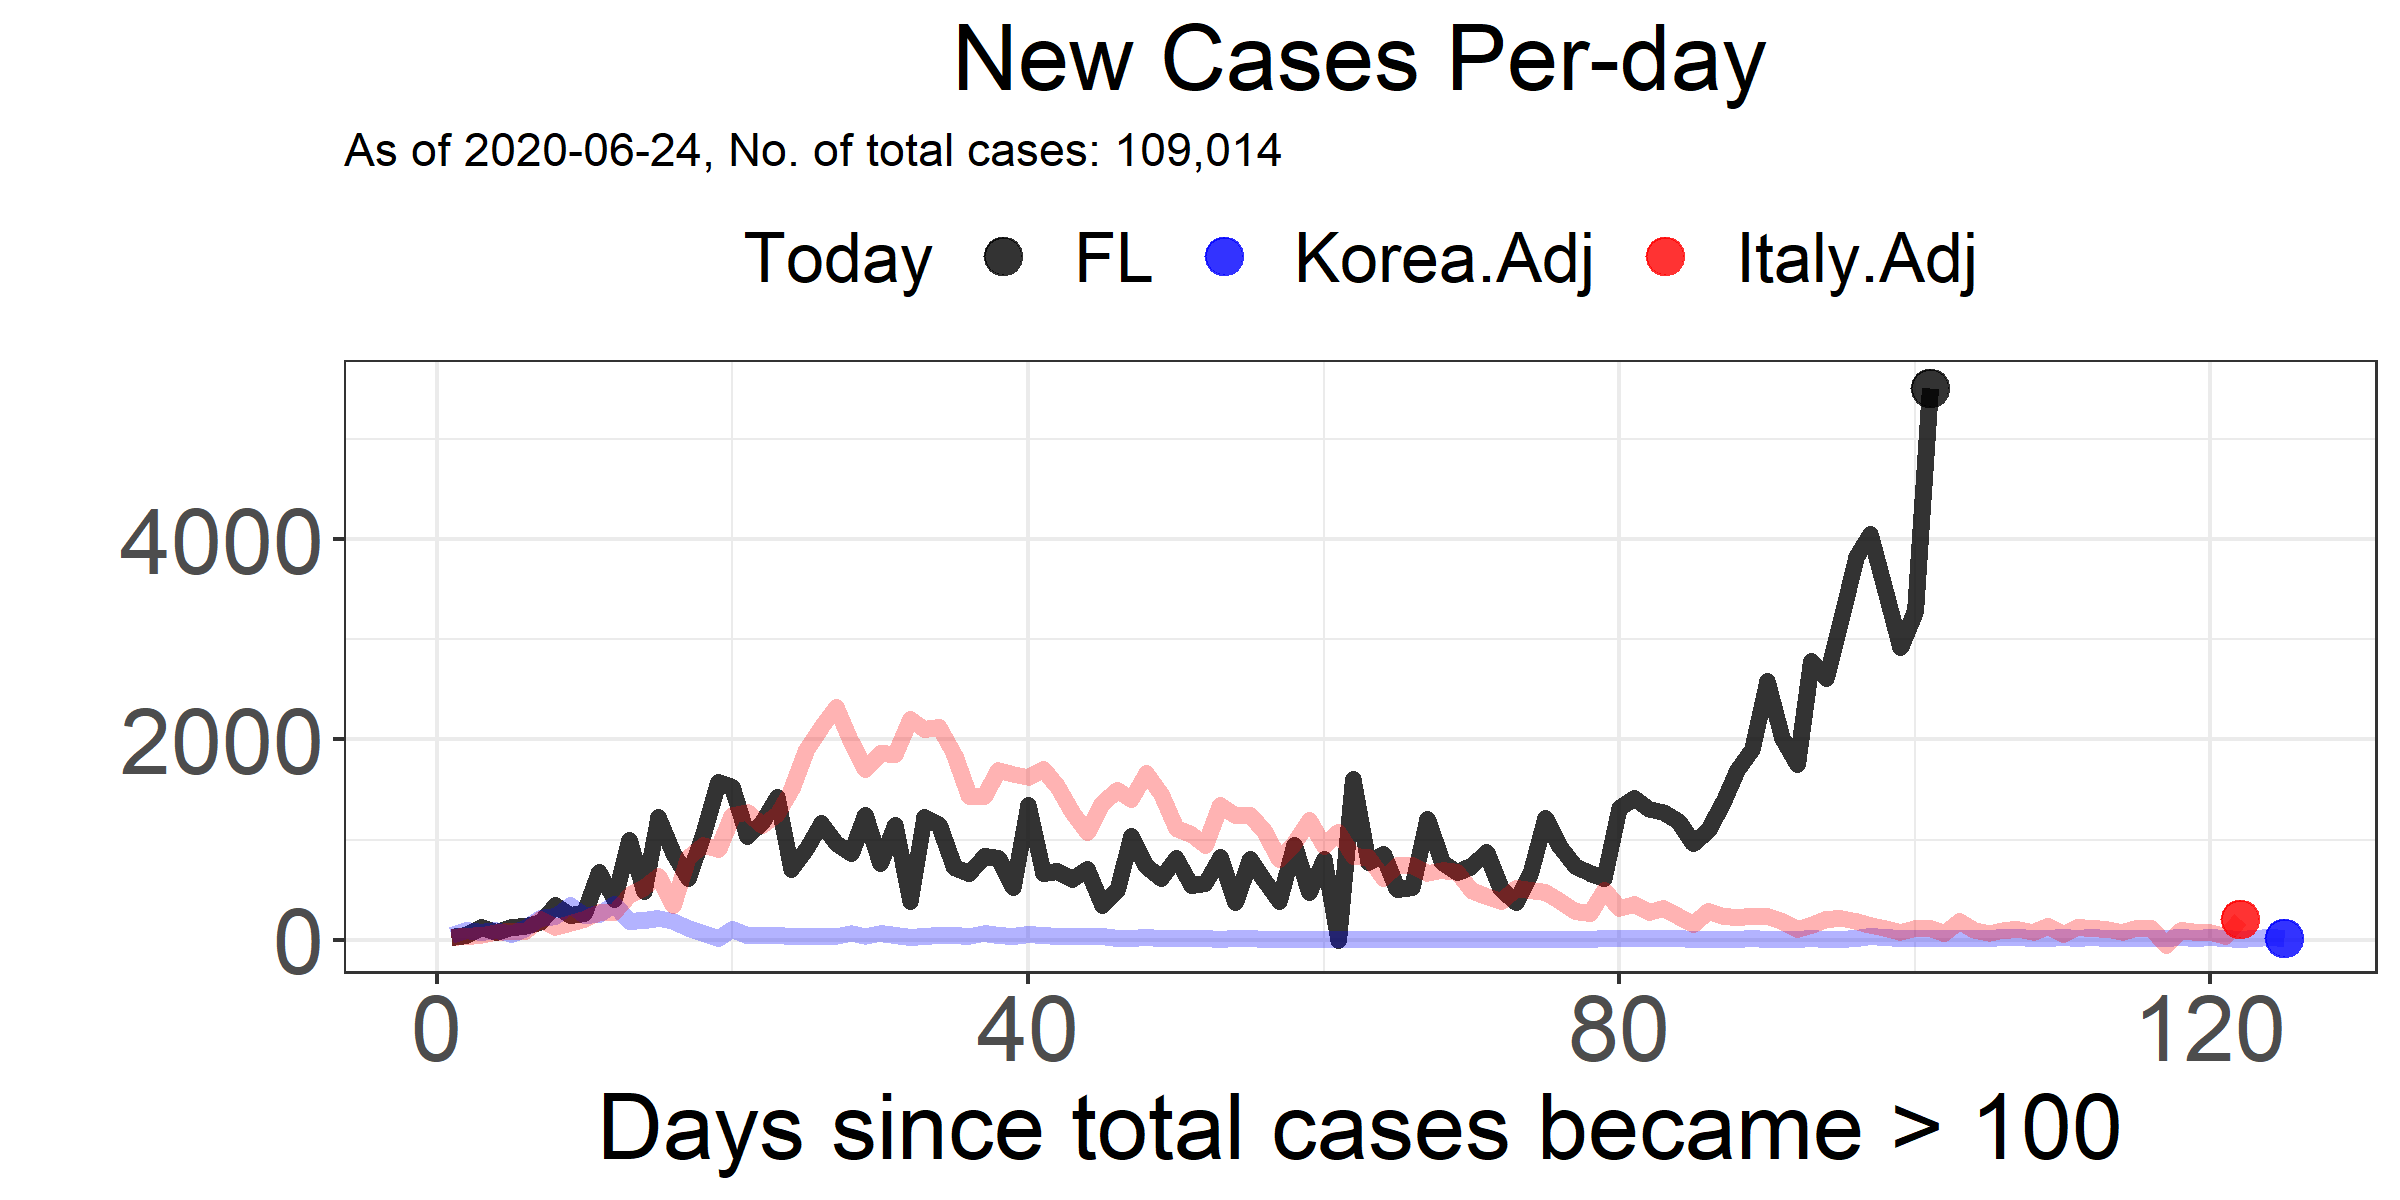 New Cases Per-day
As of 2020-06-24, No. of total cases: 109,014
Today FL Korea.Adj Italy.Adj
4000
2000
0
0 40 80 120
Days since total cases became > 100